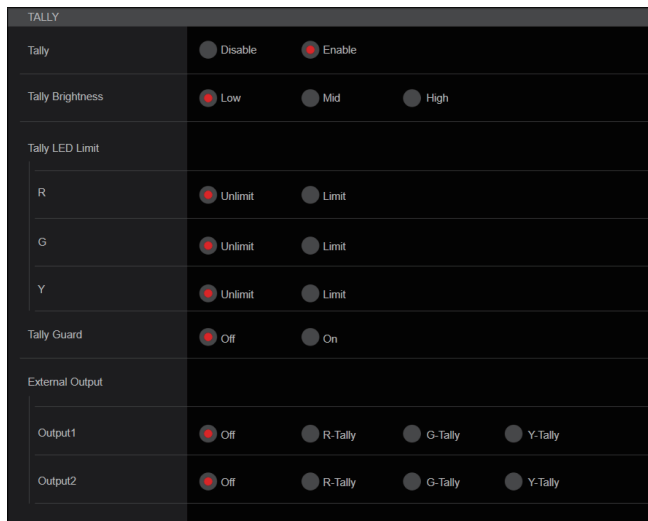 TALLY
Tally Disable Enable
Tally Brightness Low Mid High
Tally LED Limit
R Unlimit Limit
G Unlimit Limit
Y Unlimit Limit
Tally Guard Off On
External Output
Output1 Off R-Tally G-Tally Y-Tally
Output2 Off R-Tally G-Tally Y-Tally